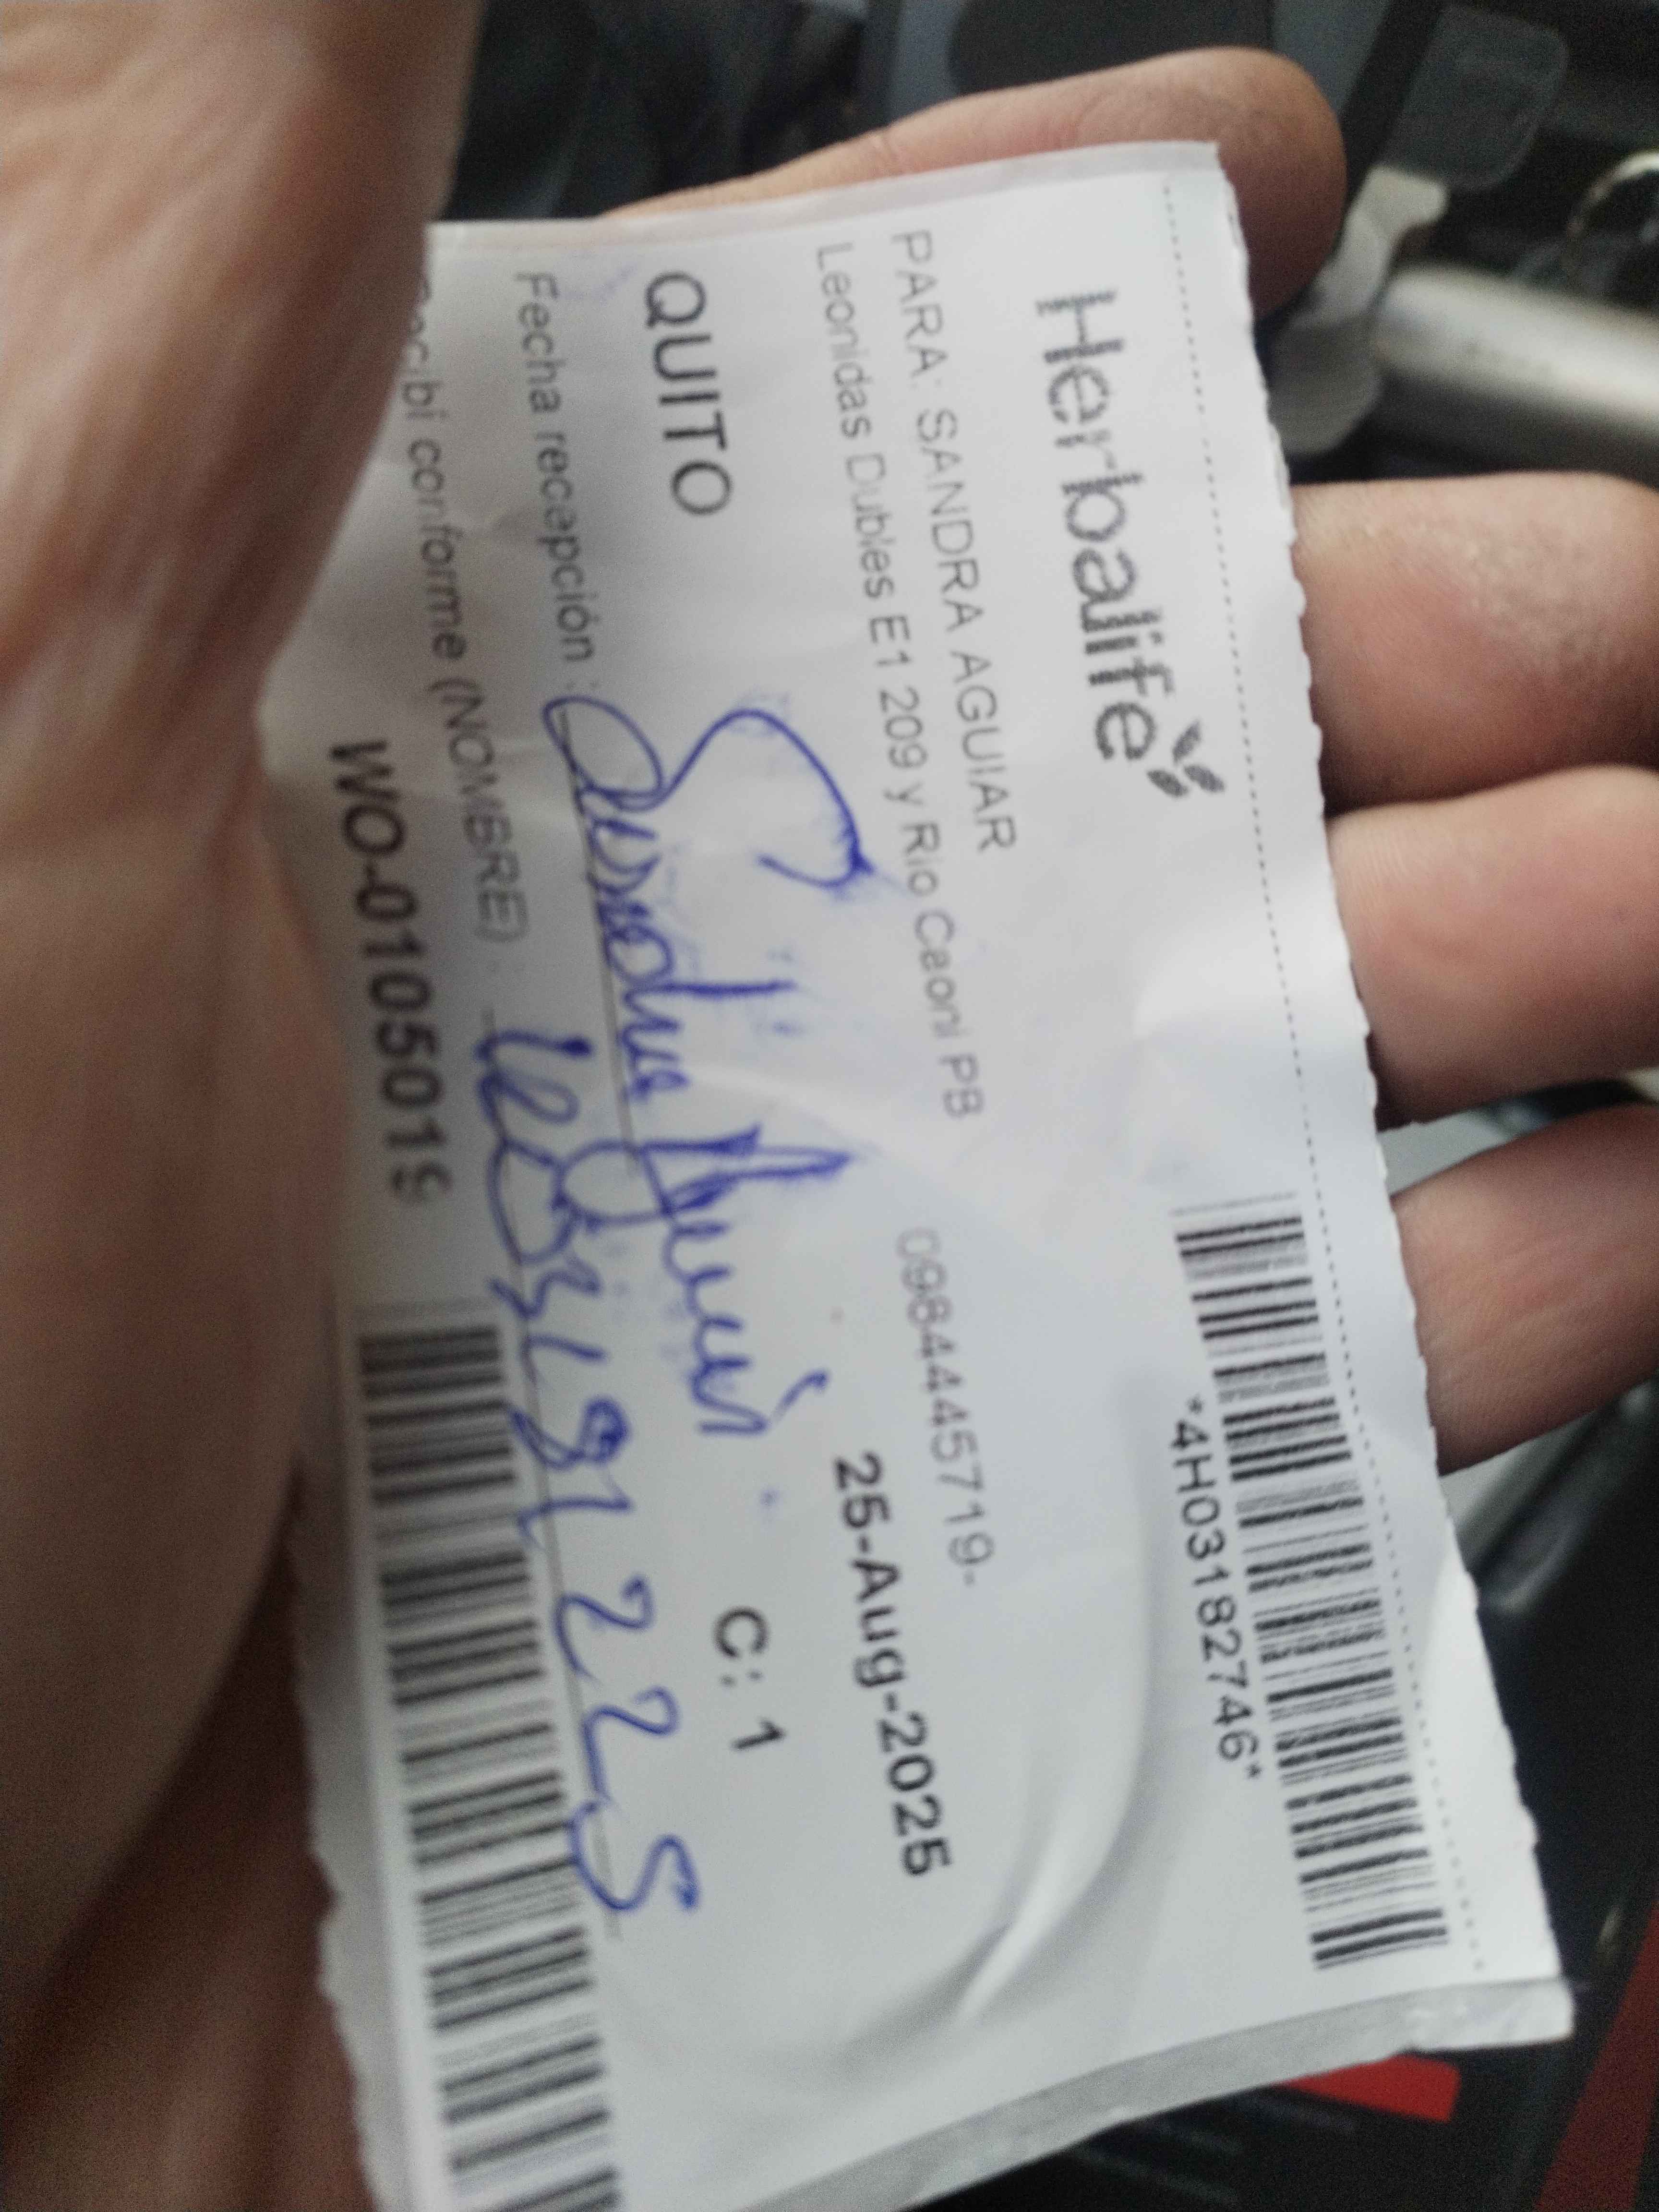 Herbalife
*4H03182746*
PARA: SANDRA AGUIAR
0984445719-
Leonidas Dubles E1 209 y Rio Caoni PB
25-Aug-2025
QUITO
C: 1
Fecha recepción :
conforme (NOMBRE) :